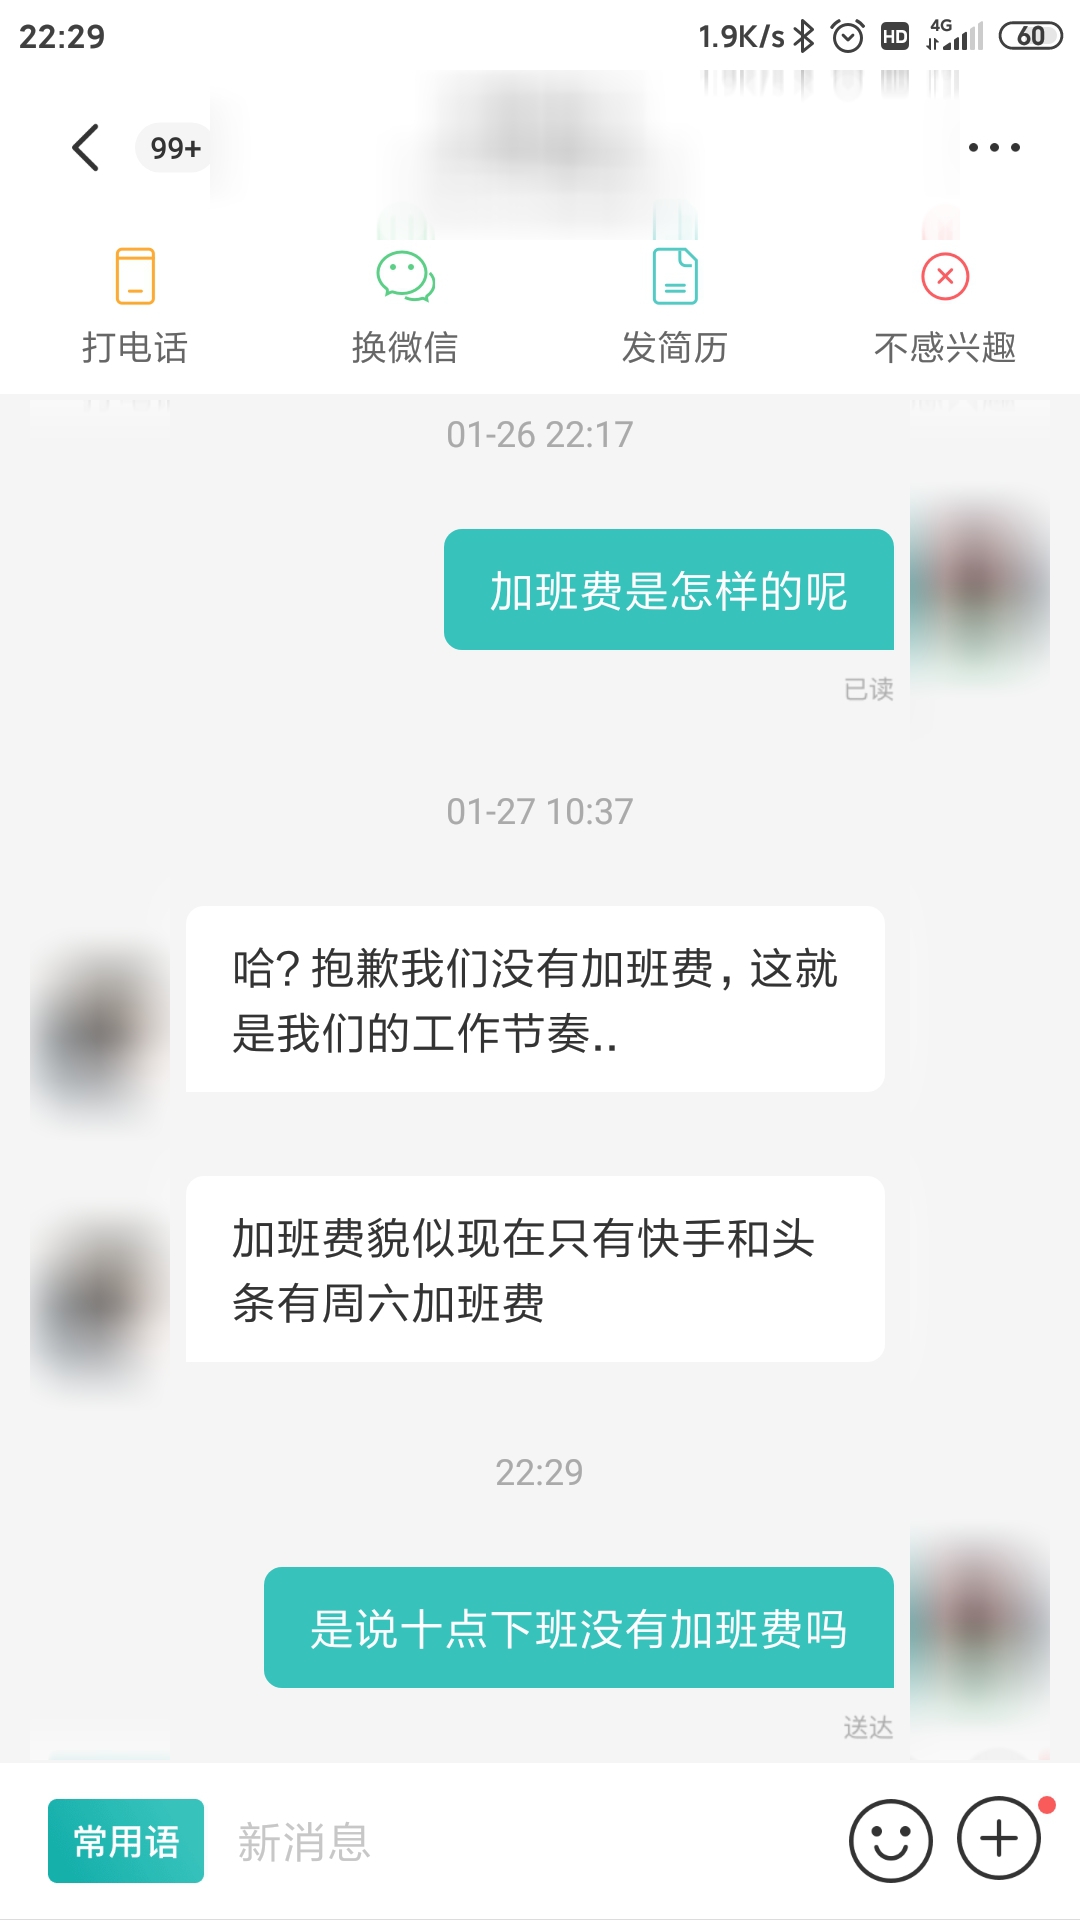 22:29
1.9K/s HD 4G 60
99+
打电话 换微信 发简历 不感兴趣
01-26 22:17
加班费是怎样的呢
已读
01-27 10:37
哈？抱歉我们没有加班费，这就
是我们的工作节奏..
加班费貌似现在只有快手和头
条有周六加班费
22:29
是说十点下班没有加班费吗
送达
常用语 新消息